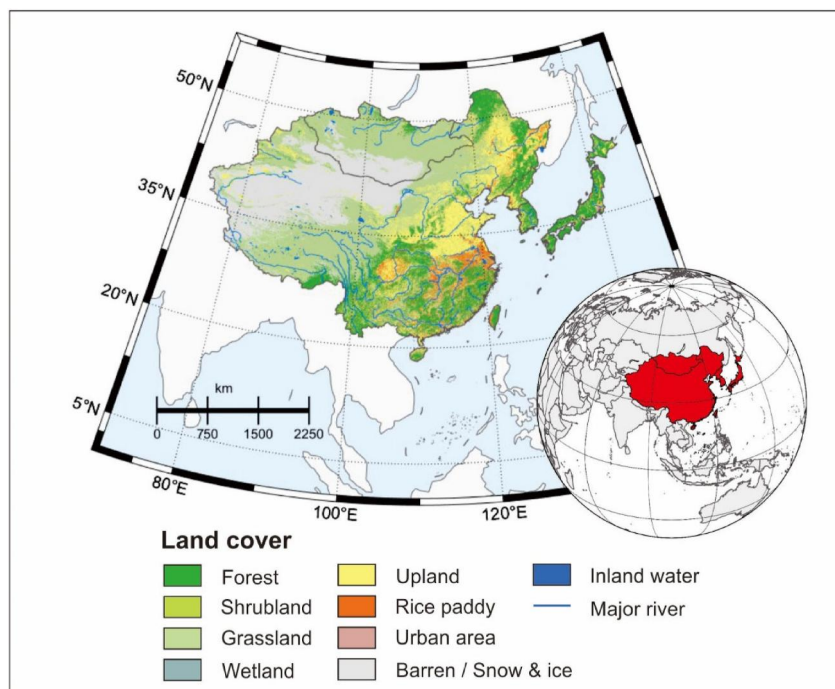 50°N
35°N
20°N
5°N
km
0 750 1500 2250
80°E
100°E
120°E
Land cover
Forest
Upland
Inland water
Shrubland
Rice paddy
Major river
Grassland
Urban area
Wetland
Barren / Snow & ice